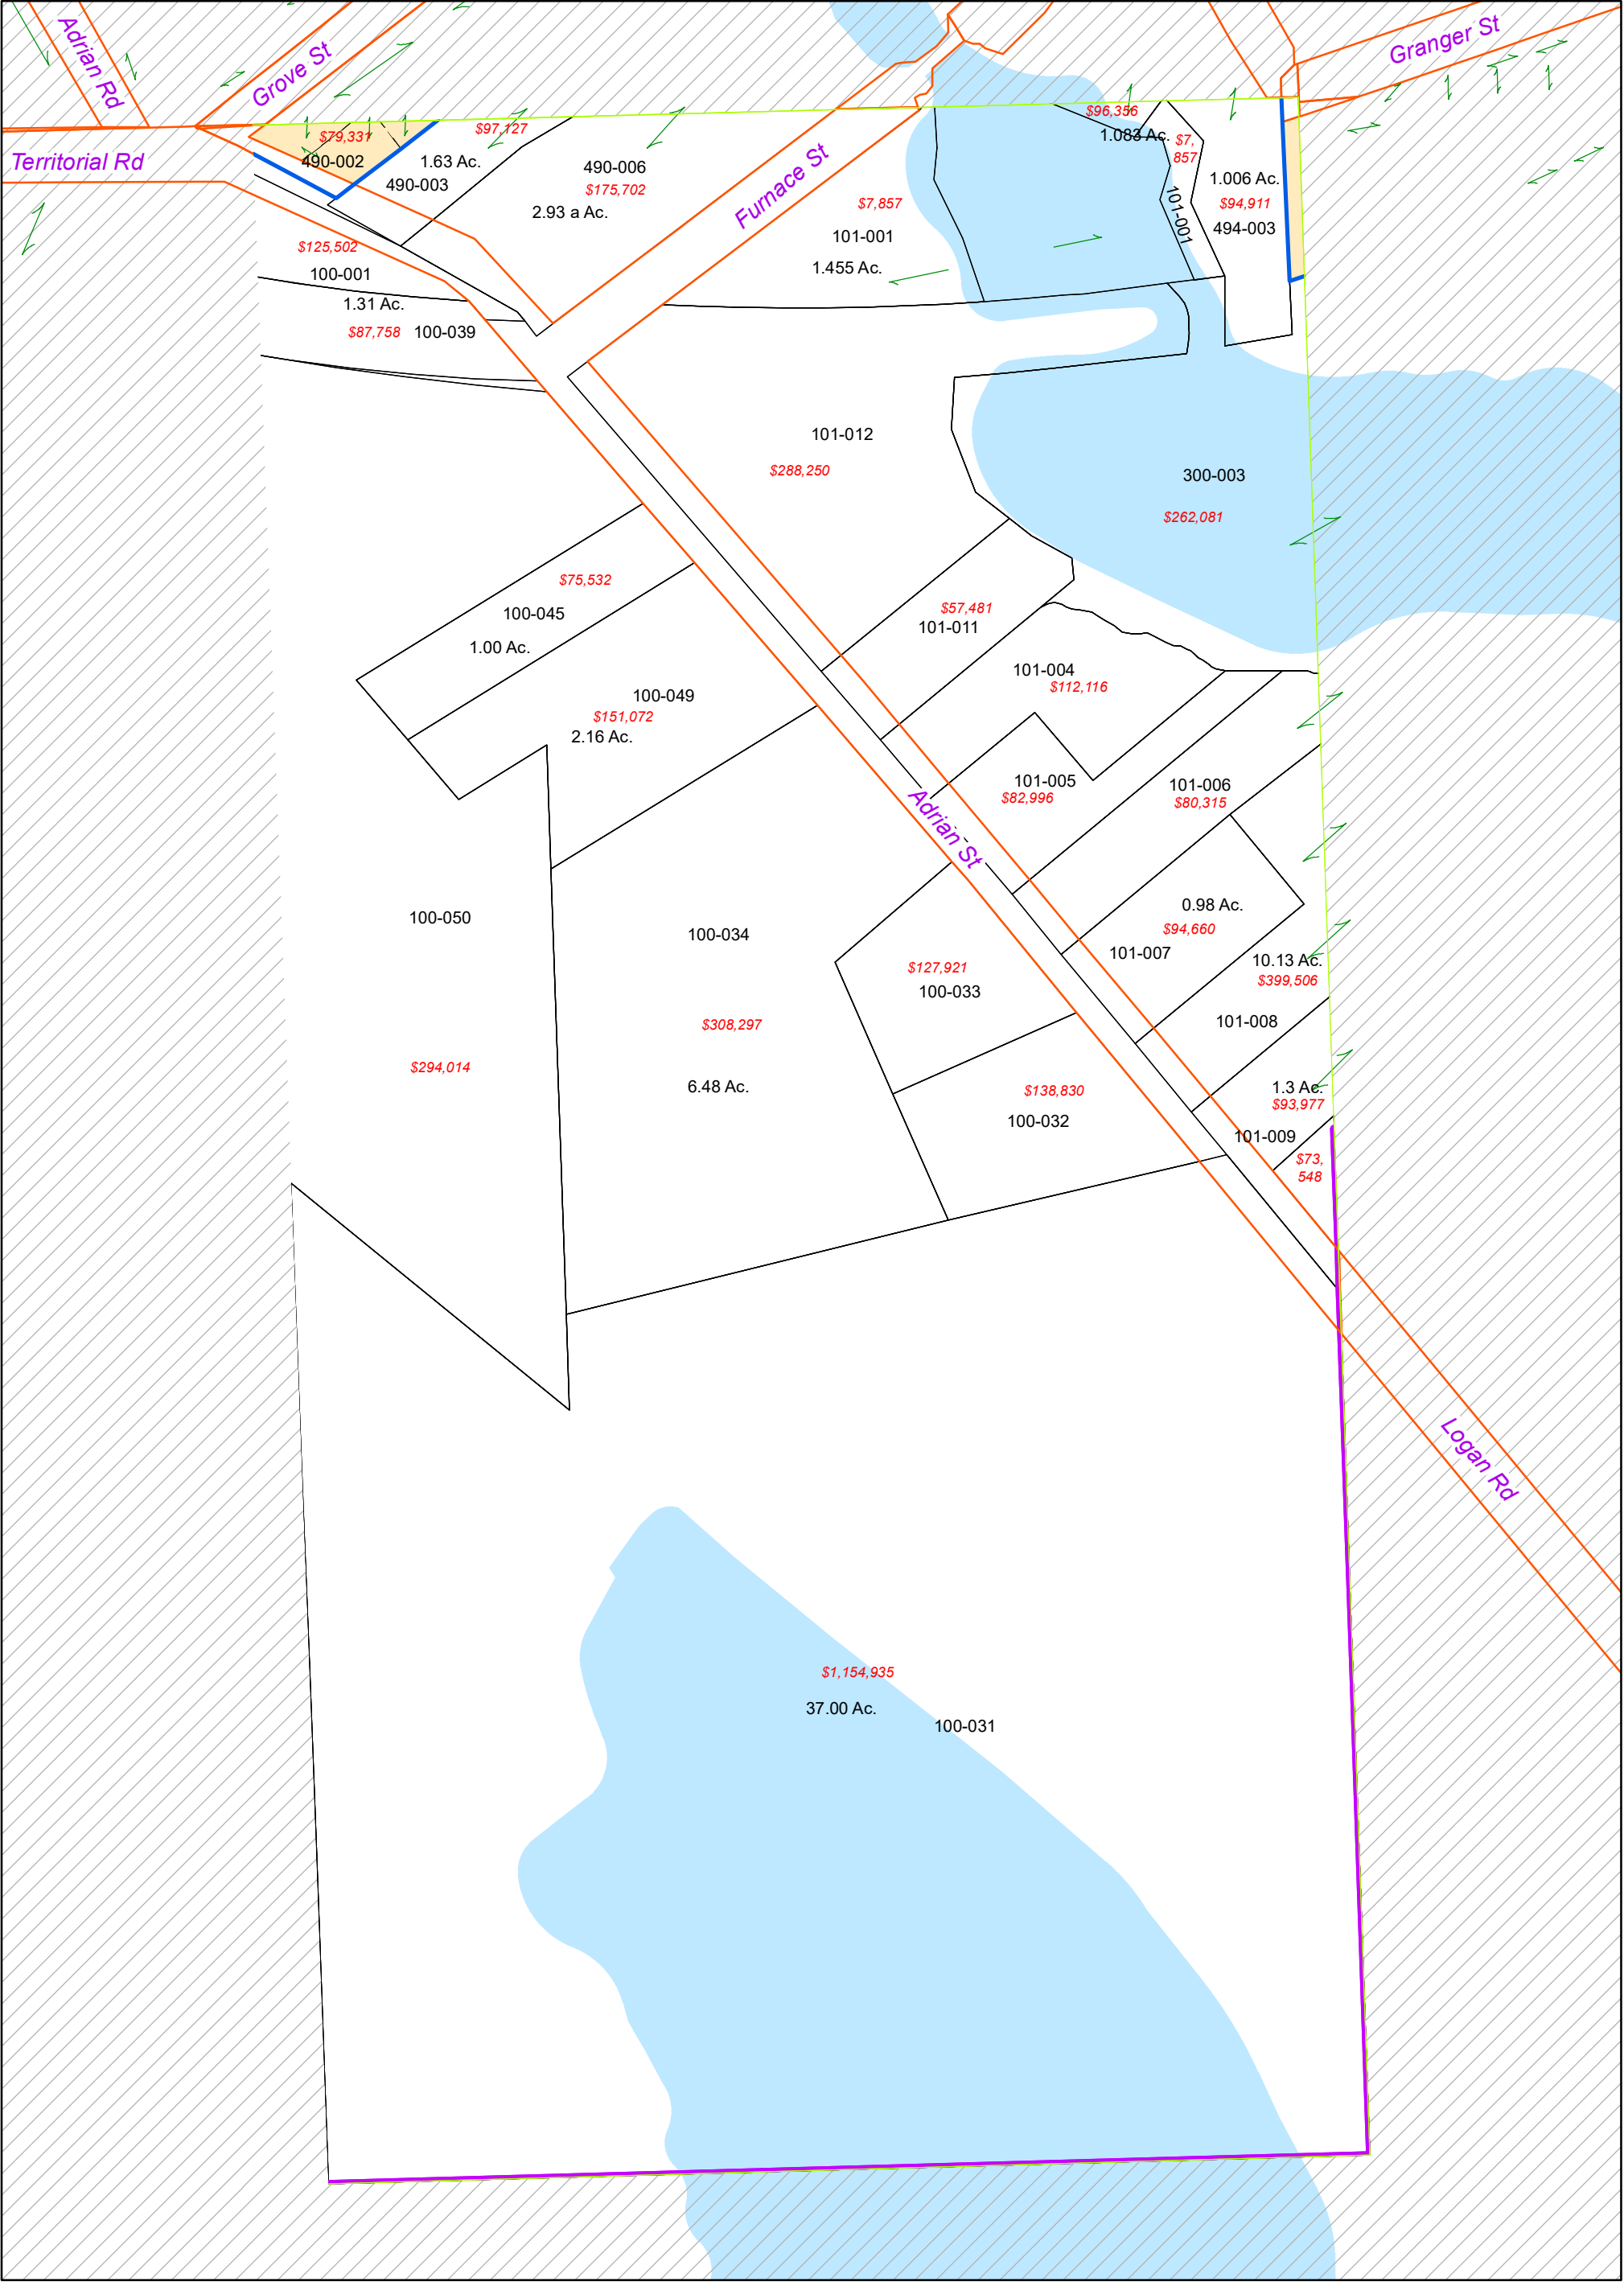 Adrian Rd
Grove St
Granger St
Territorial Rd
$79,331
490-002
$97,127
1.63 Ac.
490-003
490-006
$175,702
2.93 a Ac.
Furnace St
$96,356
1.083 Ac.
$7,
857
101-001
1.006 Ac.
$94,911
494-003
$7,857
101-001
1.455 Ac.
$125,502
100-001
1.31 Ac.
$87,758
100-039
101-012
$288,250
300-003
$262,081
$75,532
100-045
1.00 Ac.
$57,481
101-011
101-004
$112,116
100-049
$151,072
2.16 Ac.
101-005
$82,996
101-006
$80,315
Adrian St
100-050
$294,014
100-034
$308,297
6.48 Ac.
$127,921
100-033
0.98 Ac.
$94,660
101-007
10.13 Ac.
$399,506
101-008
$138,830
100-032
1.3 Ac.
$93,977
101-009
$73,
548
Logan Rd
$1,154,935
37.00 Ac.
100-031